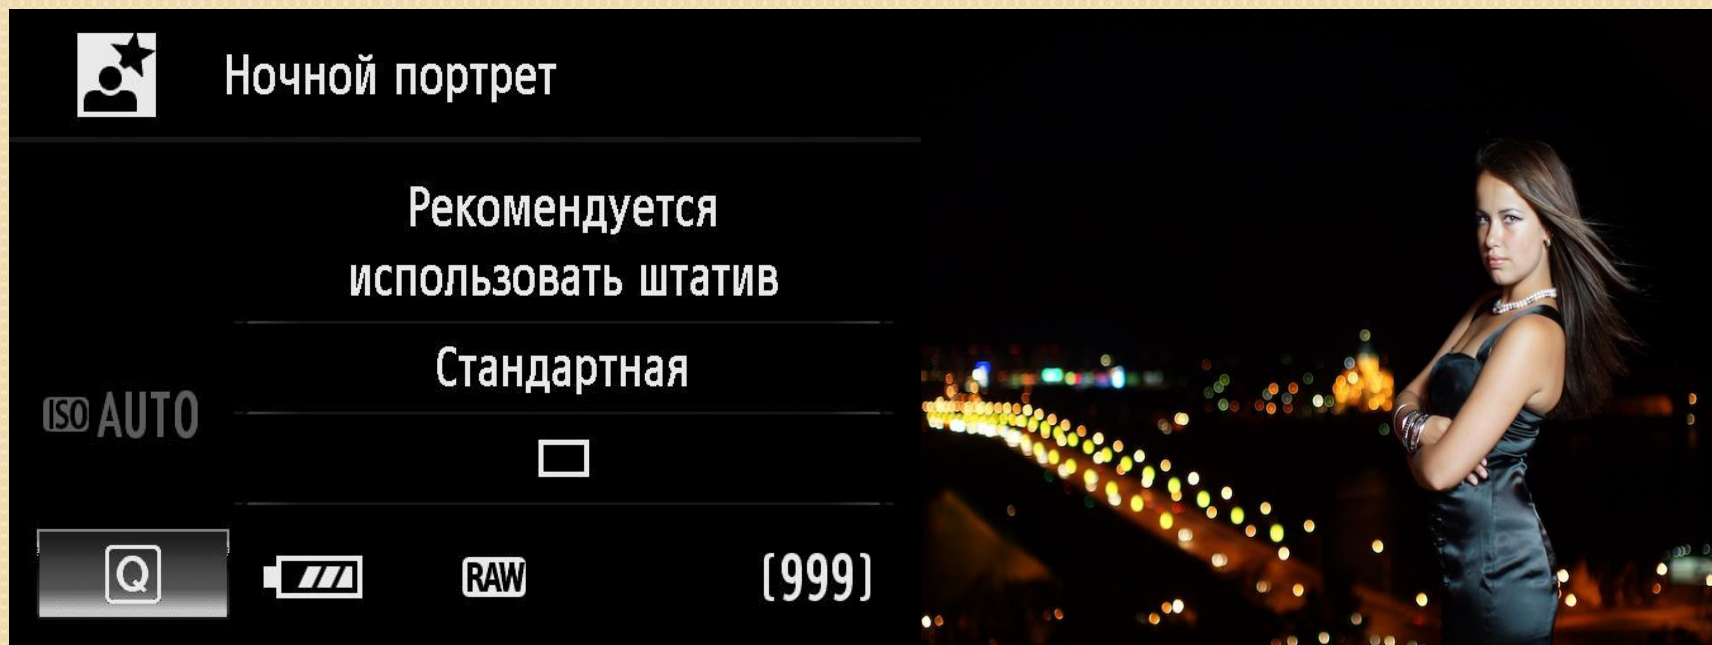 Ночной портрет
Рекомендуется
использовать штатив
Стандартная
ISO AUTO
Q RAW (999)